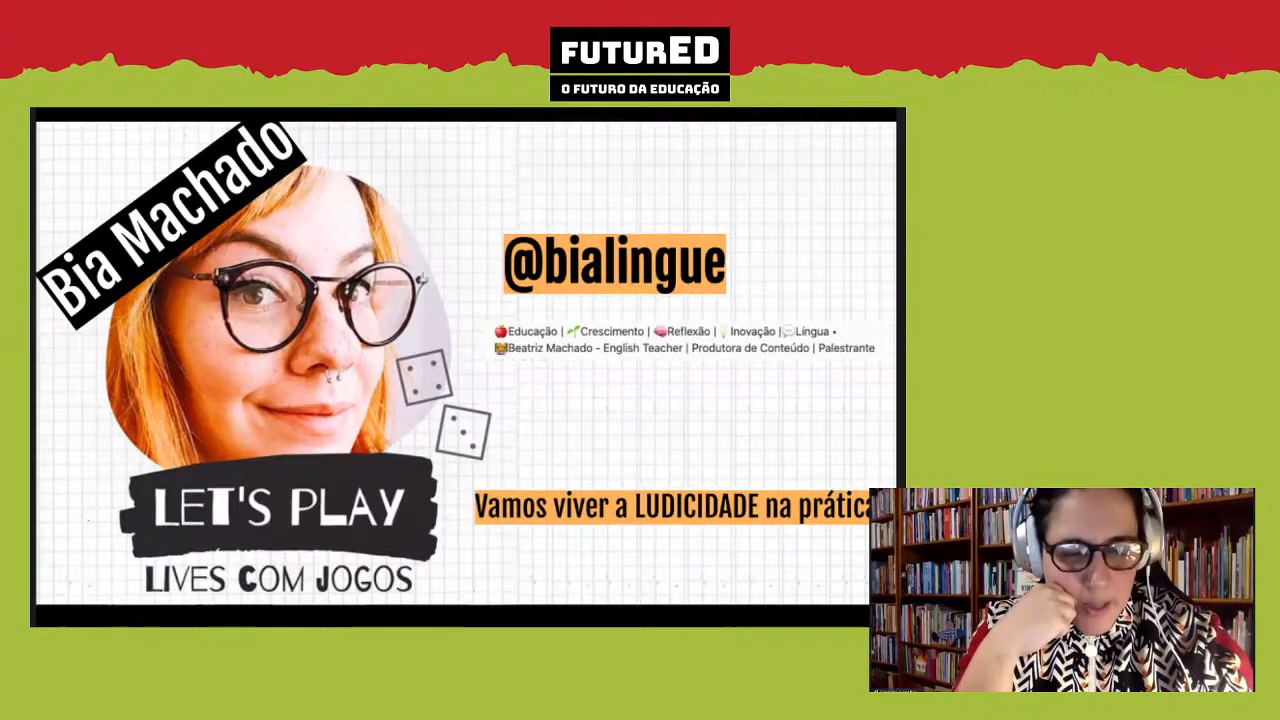 FUTURED
O FUTURO DA EDUCAÇÃO
Bia Machado
@bialingue
Educação | Crescimento | Reflexão | Inovação | Língua •
Beatriz Machado - English Teacher | Produtora de Conteúdo | Palestrante
Vamos viver a LUDICIDADE na prática
LET'S PLAY
LIVES COM JOGOS